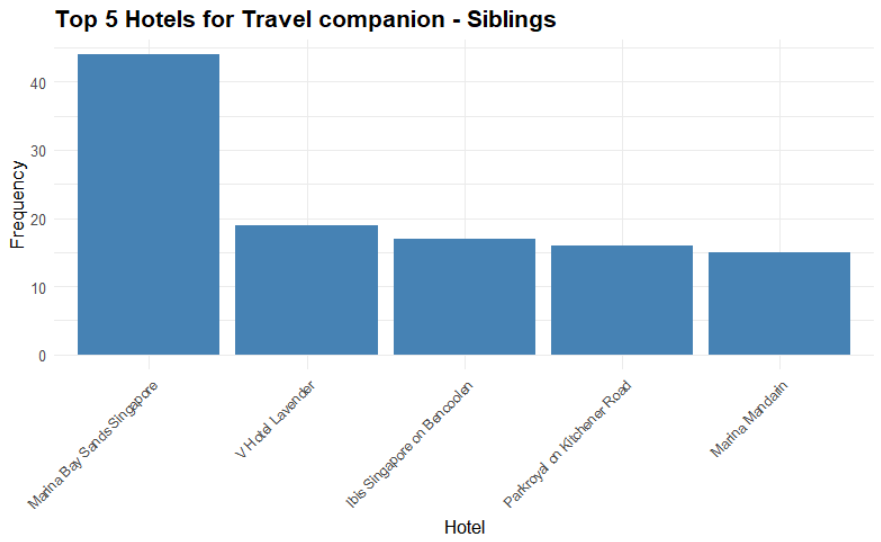 Top 5 Hotels for Travel companion - Siblings
Frequency
40
30
20
10
0
Marina Bay Sands Singapore
V Hotel Lavender
Ibis Singapore on Bencoolen
Parkroyal on Kitchener Road
Marina Mandarin
Hotel